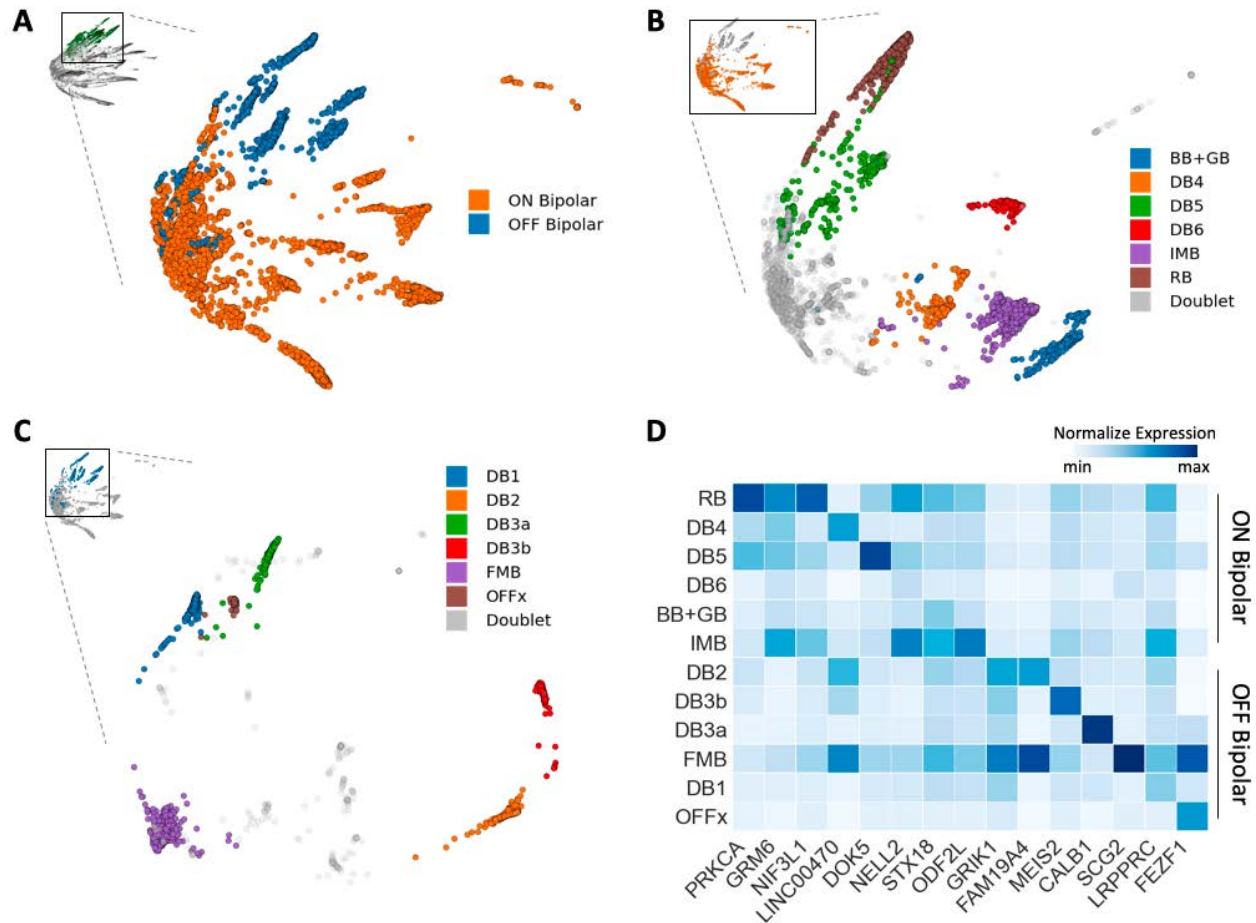 A
ON Bipolar
OFF Bipolar
B
BB+GB
DB4
DB5
DB6
IMB
RB
Doublet
C
DB1
DB2
DB3a
DB3b
FMB
OFFx
Doublet
D
Normalize Expression
min max
RB
DB4
DB5
DB6
BB+GB
IMB
DB2
DB3b
DB3a
FMB
DB1
OFFx
ON Bipolar
OFF Bipolar
PRKCA
GRM6
NIF3L1
LINC00470
DOK5
NELL2
STX18
ODF2L
GRIK1
FAM19A4
MEIS2
CALB1
SCG2
LRPPRC
FEZF1